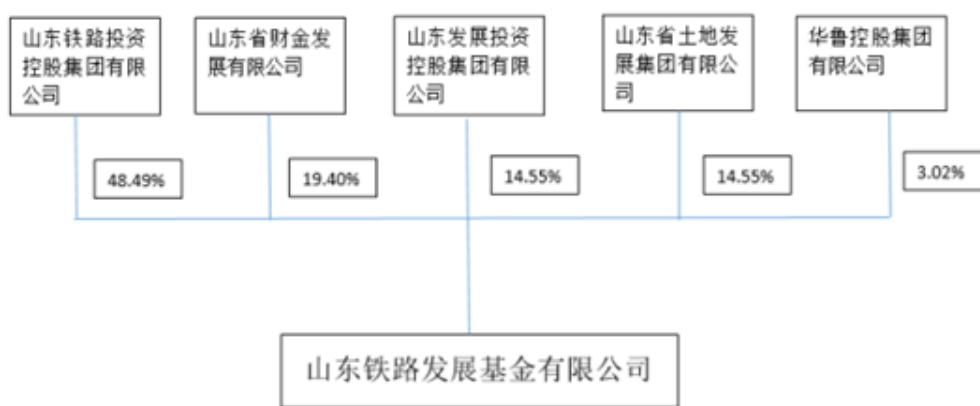 山东铁路投资
控股集团有限
公司
山东省财金发
展有限公司
山东发展投资
控股集团有限
公司
山东省土地发
展集团有限公
司
华鲁控股集团
有限公司
48.49%
19.40%
14.55%
14.55%
3.02%
山东铁路发展基金有限公司